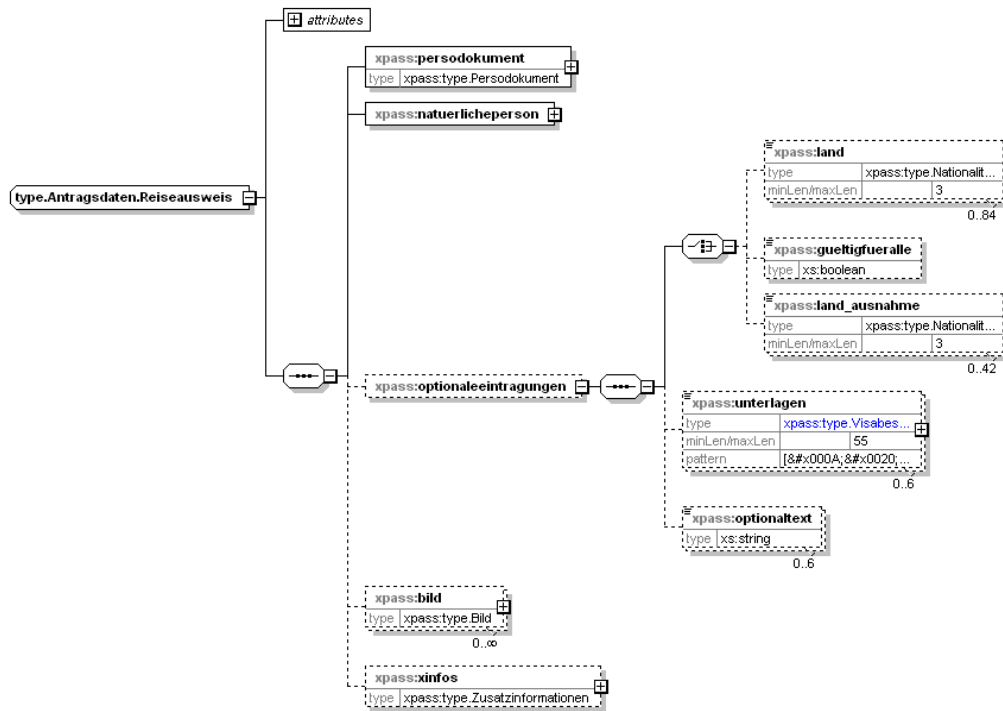 attributes
xpass:persodokument
type xpass:type.Persodokument
xpass:natuerlicheperson
type.Antragsdaten.Reiseausweis
xpass:land
type xpass:type.Nationalit...
minLen/maxLen 3
0..84
xpass:gueltigfueralle
type xs:boolean
xpass:land_ausnahme
type xpass:type.Nationalit...
minLen/maxLen 3
0..42
xpass:optionaleeintragungen
xpass:unterlagen
type xpass:type.Visabes...
minLen/maxLen 55
pattern [&#x000A;&#x0020;...
0..6
xpass:optionaltext
type xs:string
0..6
xpass:bild
type xpass:type.Bild
0..∞
xpass:xinfos
type xpass:type.Zusatzinformationen